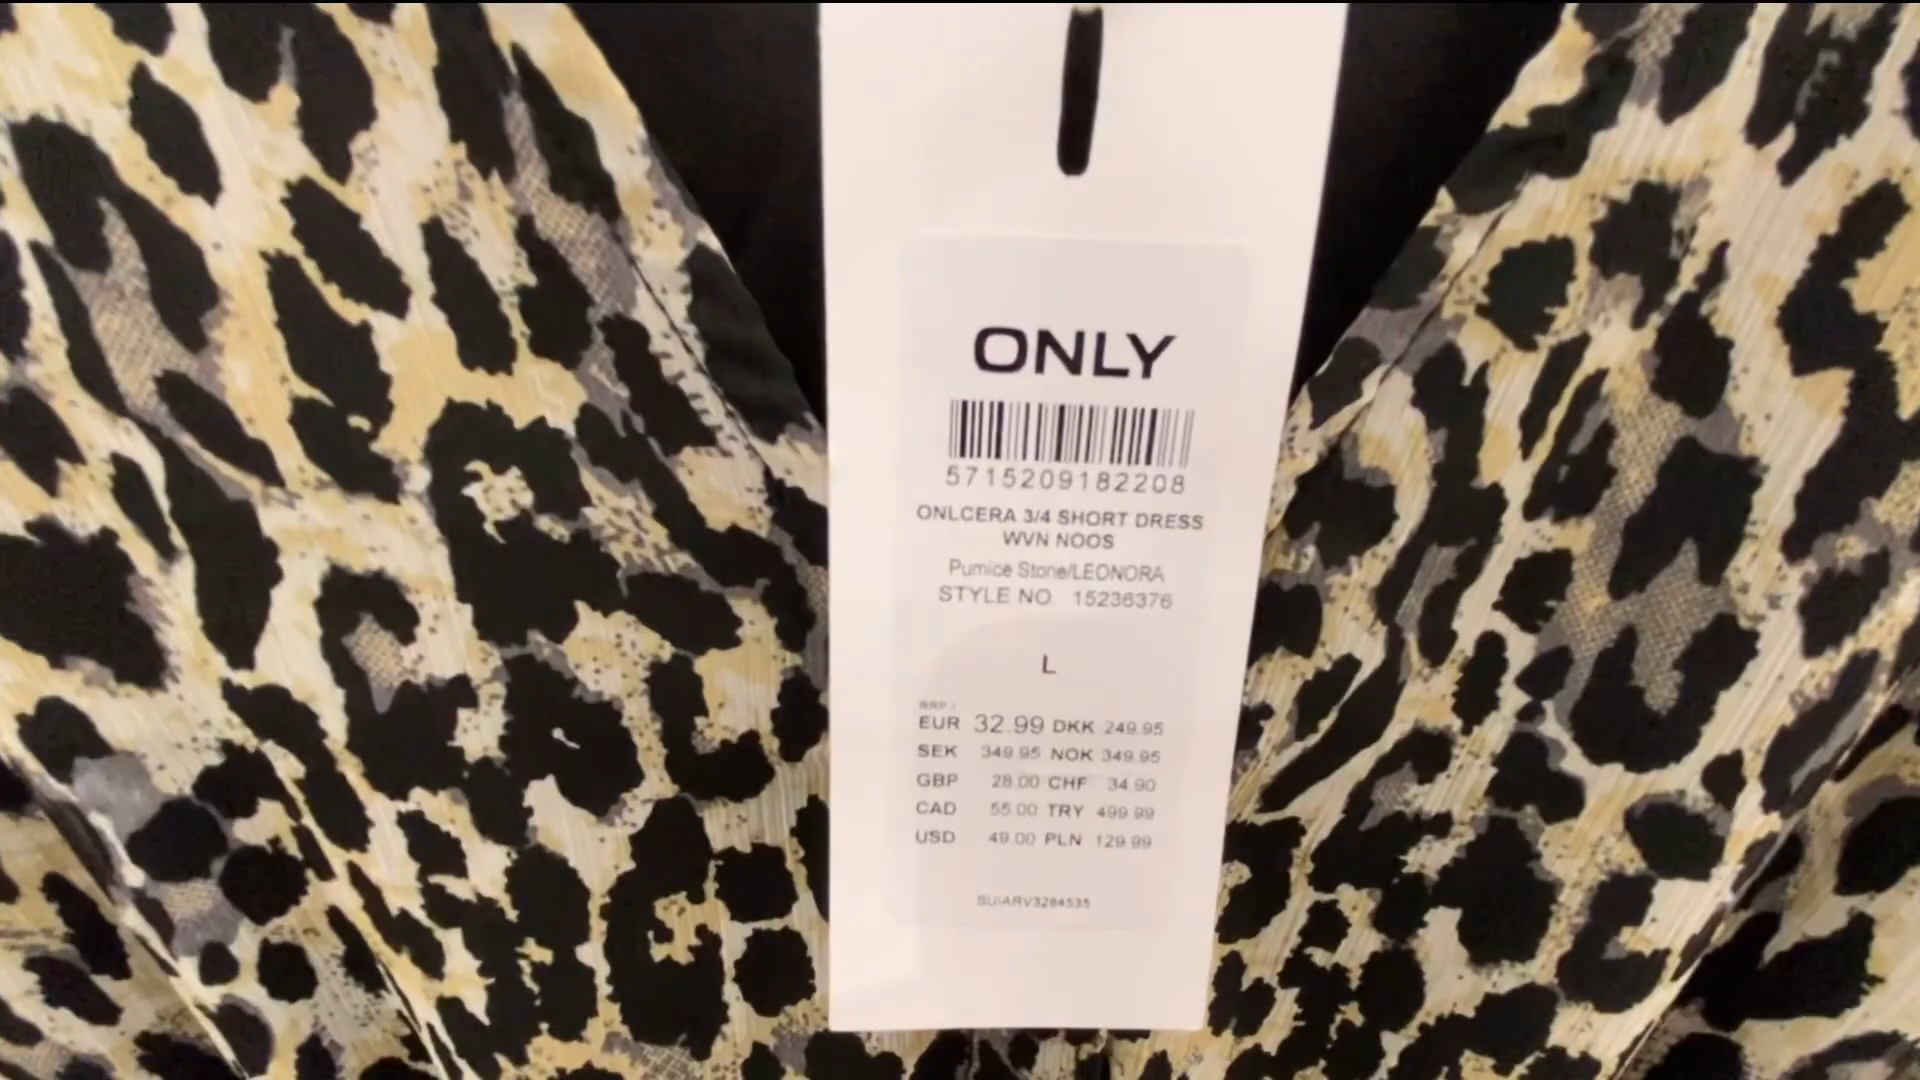 ONLY
5715209182208
ONLCERA 3/4 SHORT DRESS
WVN NOOS
Pumice Stone/LEONORA
STYLE NO. 15236376
L
RRP /
EUR 32.99 DKK 249.95
SEK 349.95 NOK 349.95
GBP 28.00 CHF 34.90
CAD 55.00 TRY 499.99
USD 49.00 PLN 129.99
SUIARV3284535